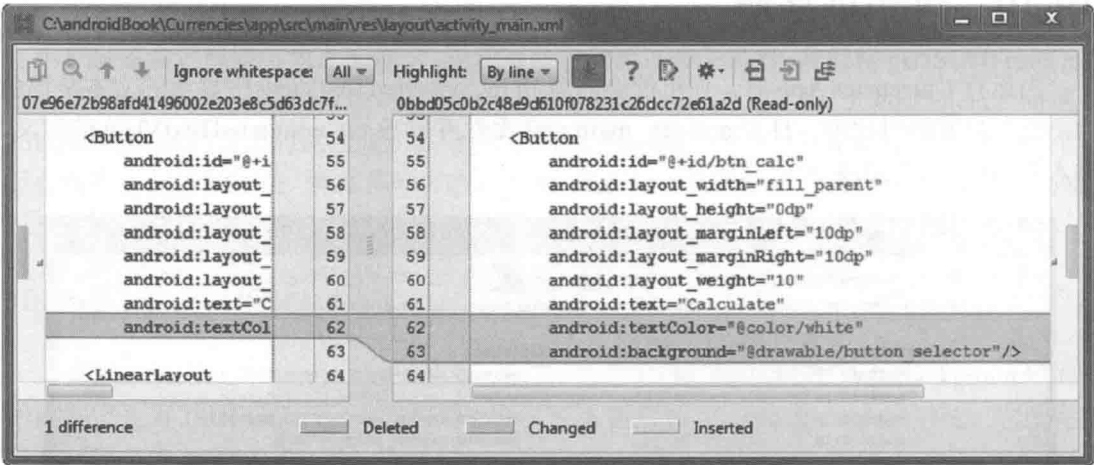 C:\androidBook\Currencies\app\src\main\res\layout\activity_main.xml
Ignore whitespace: All Highlight: By line ?
07e96e72b98afd41496002e203e8c5d63dc7f... 0bbd05c0b2c48e9d610f078231c26dcc72e61a2d (Read-only)
<Button 54 54 <Button
android:id="@+i 55 55 android:id="@+id/btn_calc"
android:layout_ 56 56 android:layout_width="fill_parent"
android:layout_ 57 57 android:layout_height="0dp"
android:layout_ 58 58 android:layout_marginLeft="10dp"
android:layout_ 59 59 android:layout_marginRight="10dp"
android:layout_ 60 60 android:layout_weight="10"
android:text="C 61 61 android:text="Calculate"
android:textCol 62 62 android:textColor="@color/white"
63 63 android:background="@drawable/button_selector"/>
<LinearLayout 64 64
1 difference Deleted Changed Inserted